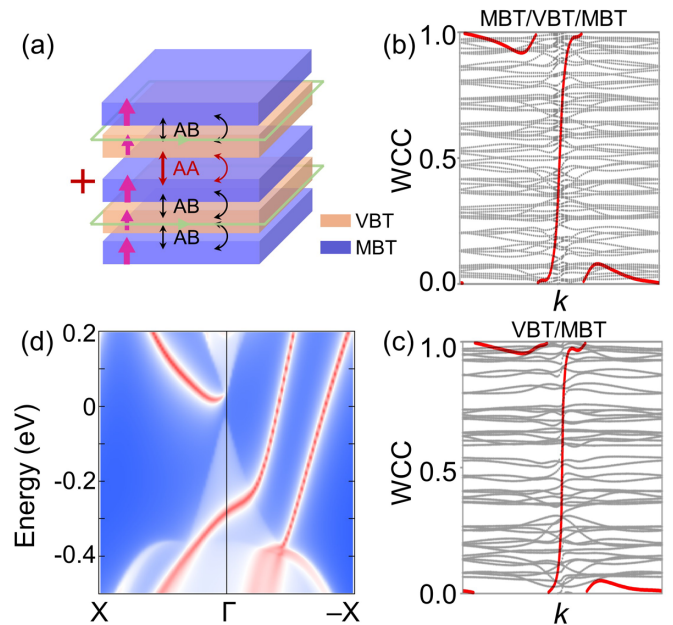 (a)
AB
AA
AB
AB
+
VBT
MBT
(b)
MBT/VBT/MBT
1.0
0.5
0.0
WCC
k
(d)
0.2
0
-0.2
-0.4
Energy (eV)
X
Γ
–X
(c)
VBT/MBT
1.0
0.5
0.0
WCC
k